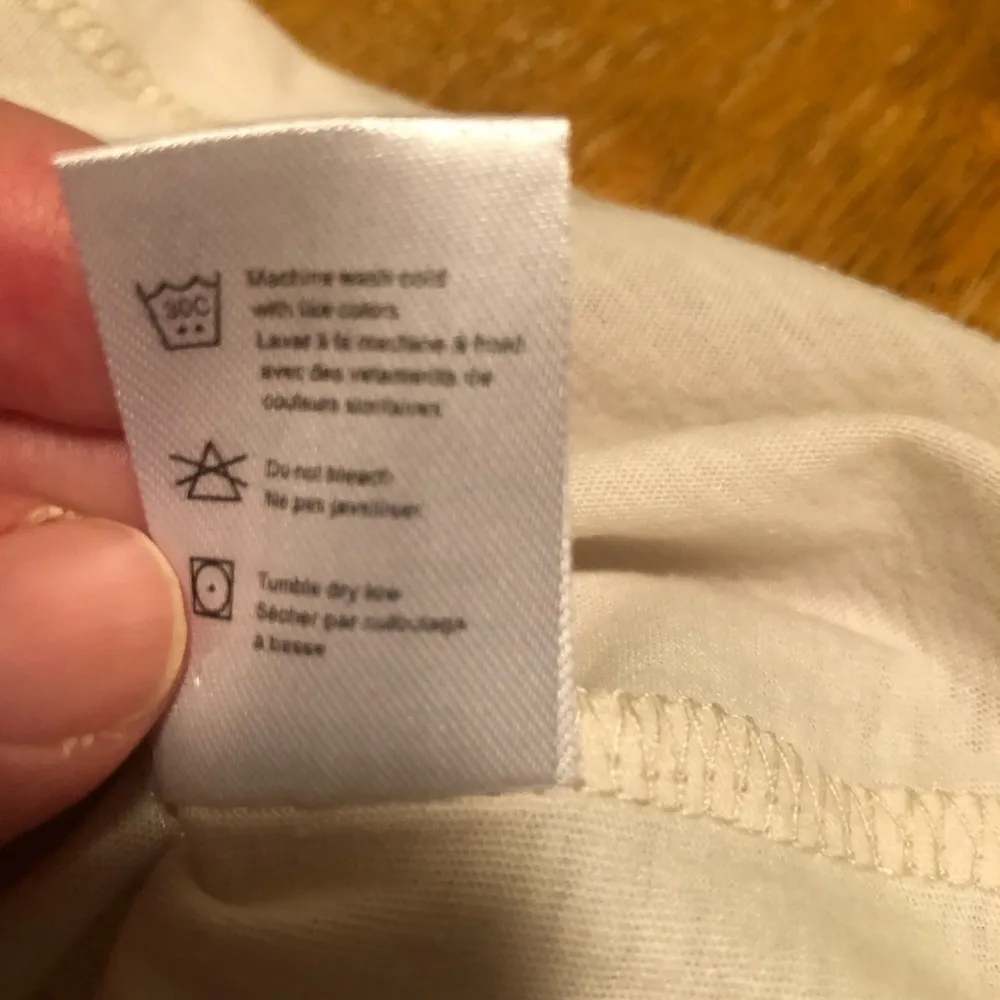 30C
Machine wash cold
with like colors
Laver à la machine à froid
avec des vetements de
couleurs similaires
Do not bleach
Ne pas javelliser
Tumble dry low
Sécher par culbutage
à basse